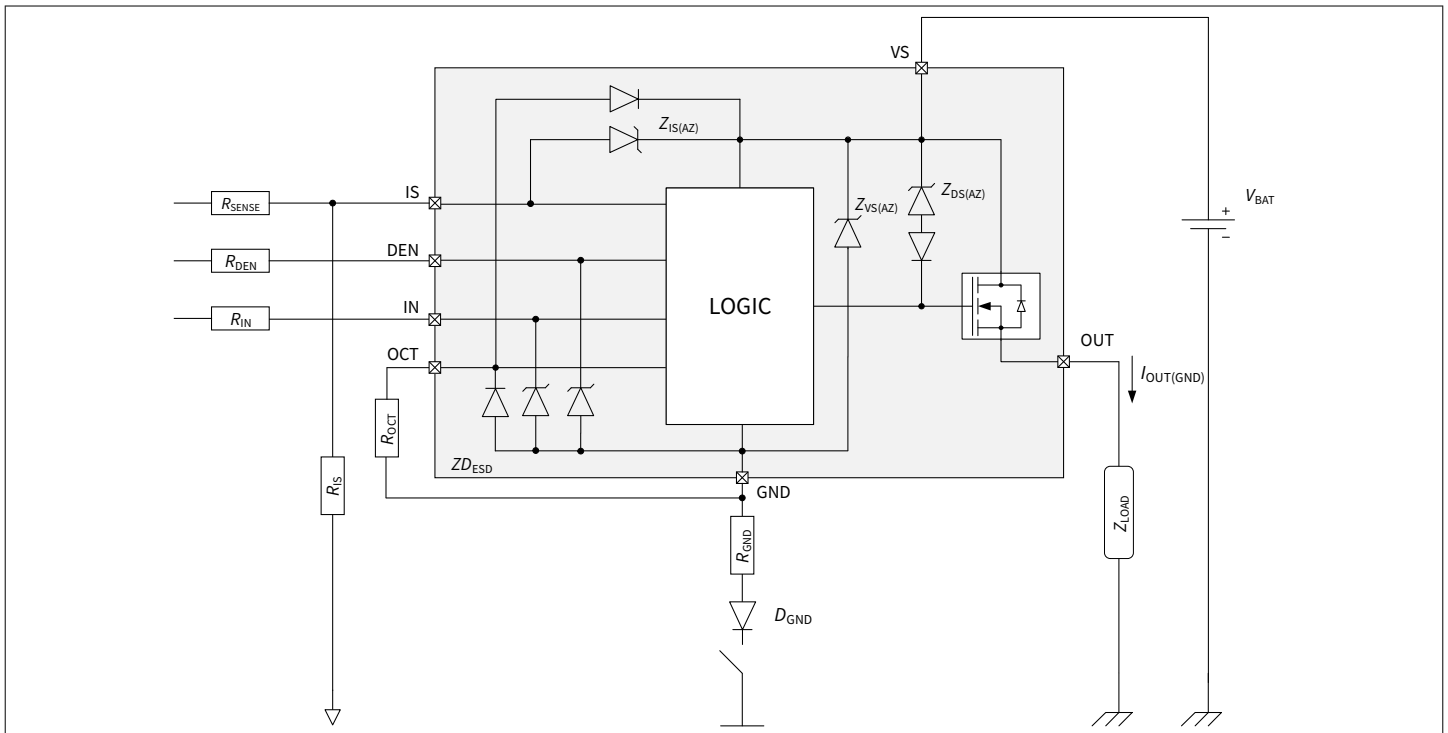 VS
Z_IS(AZ)
IS
R_SENSE
Z_VS(AZ)
Z_DS(AZ)
V_BAT
+
−
DEN
R_DEN
IN
R_IN
LOGIC
OCT
OUT
I_OUT(GND)
R_OCT
ZD_ESD
GND
R_IS
Z_LOAD
R_GND
D_GND